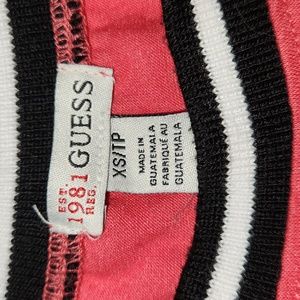 EST.
1981
REG.
GUESS
XS/TP
MADE IN
GUATEMALA
FABRIQUÉ AU
GUATEMALA